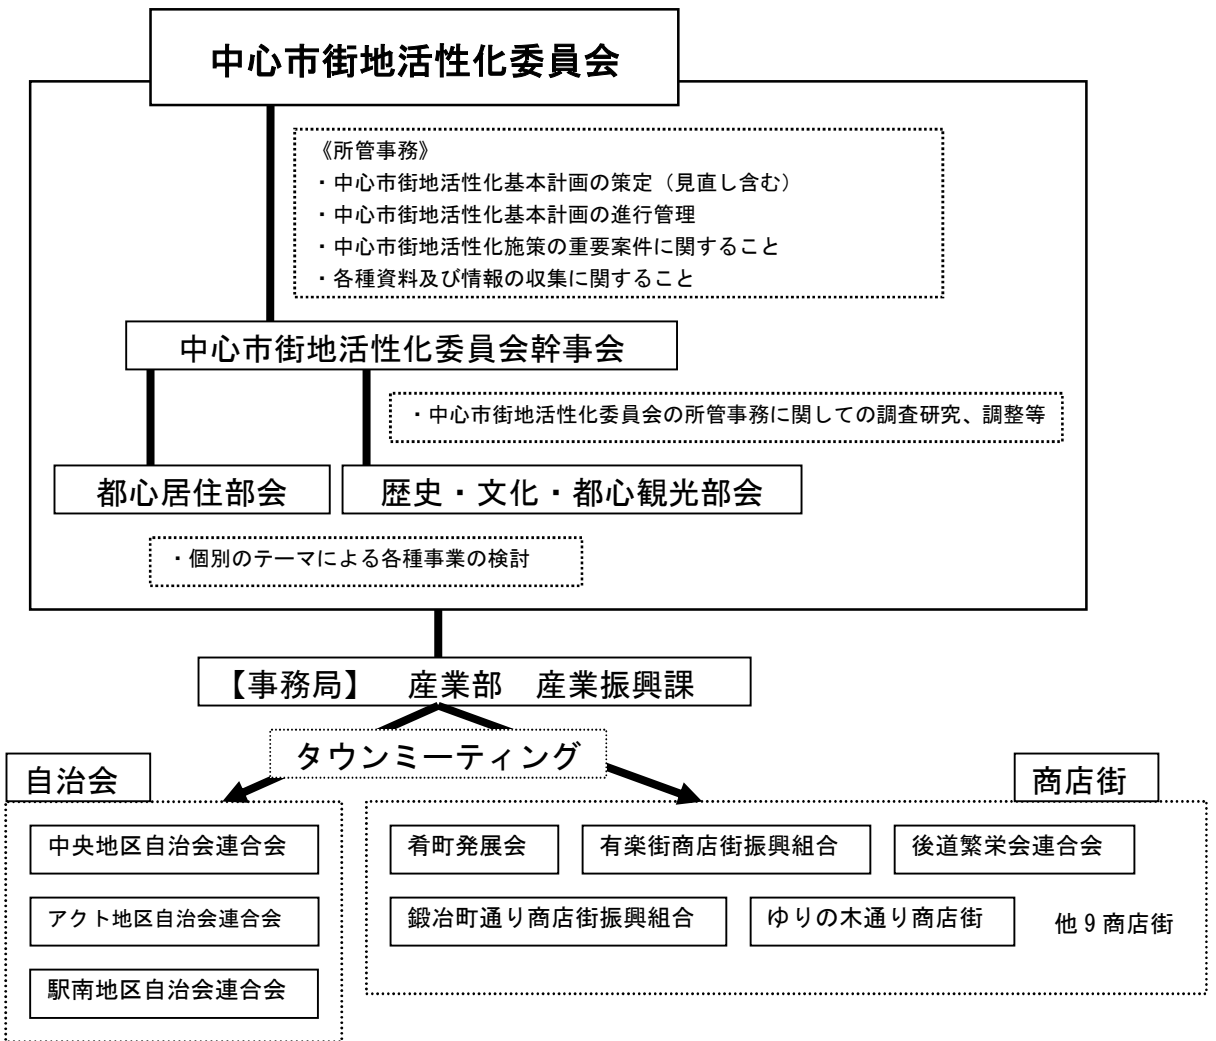 中心市街地活性化委員会
《所管事務》
・中心市街地活性化基本計画の策定（見直し含む）
・中心市街地活性化基本計画の進行管理
・中心市街地活性化施策の重要案件に関すること
・各種資料及び情報の収集に関すること
中心市街地活性化委員会幹事会
・中心市街地活性化委員会の所管事務に関しての調査研究、調整等
都心居住部会
歴史・文化・都心観光部会
・個別のテーマによる各種事業の検討
【事務局】　産業部　産業振興課
タウンミーティング
自治会
中央地区自治会連合会
アクト地区自治会連合会
駅南地区自治会連合会
商店街
肴町発展会
有楽街商店街振興組合
後道繁栄会連合会
鍛冶町通り商店街振興組合
ゆりの木通り商店街
他9商店街